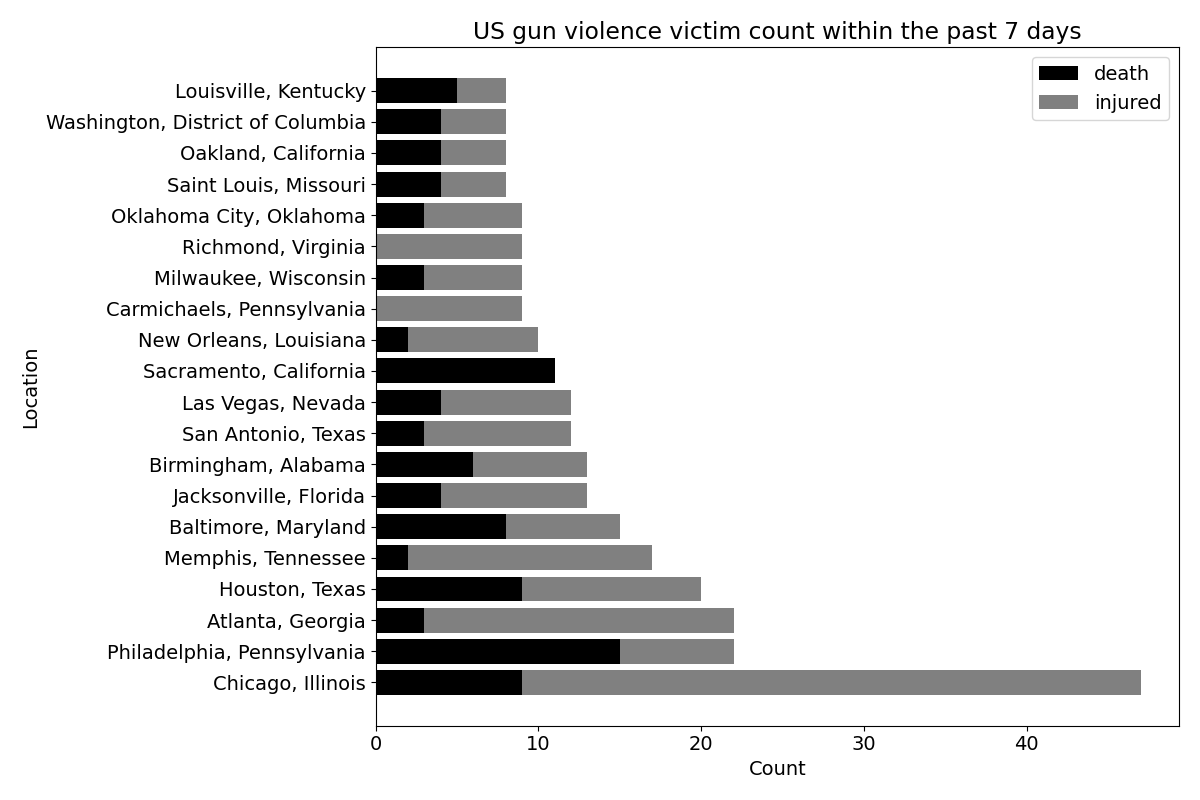 US gun violence victim count within the past 7 days
death
injured
Louisville, Kentucky
Washington, District of Columbia
Oakland, California
Saint Louis, Missouri
Oklahoma City, Oklahoma
Richmond, Virginia
Milwaukee, Wisconsin
Carmichaels, Pennsylvania
New Orleans, Louisiana
Sacramento, California
Las Vegas, Nevada
San Antonio, Texas
Birmingham, Alabama
Jacksonville, Florida
Baltimore, Maryland
Memphis, Tennessee
Houston, Texas
Atlanta, Georgia
Philadelphia, Pennsylvania
Chicago, Illinois
Location
0 10 20 30 40
Count